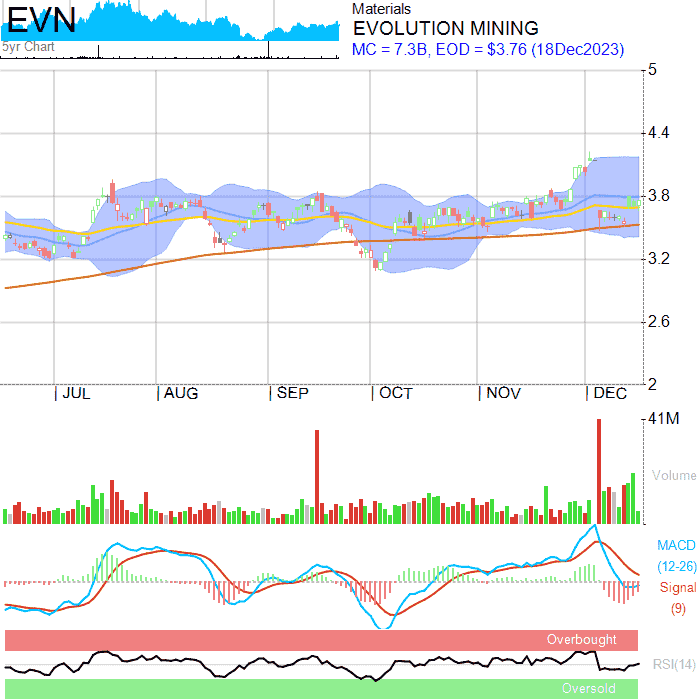 EVN
5yr Chart
Materials
EVOLUTION MINING
MC = 7.3B, EOD = $3.76 (18Dec2023)
5
4.4
3.8
3.2
2.6
2
JUL
AUG
SEP
OCT
NOV
DEC
41M
Volume
MACD
(12-26)
Signal
(9)
Overbought
RSI(14)
Oversold